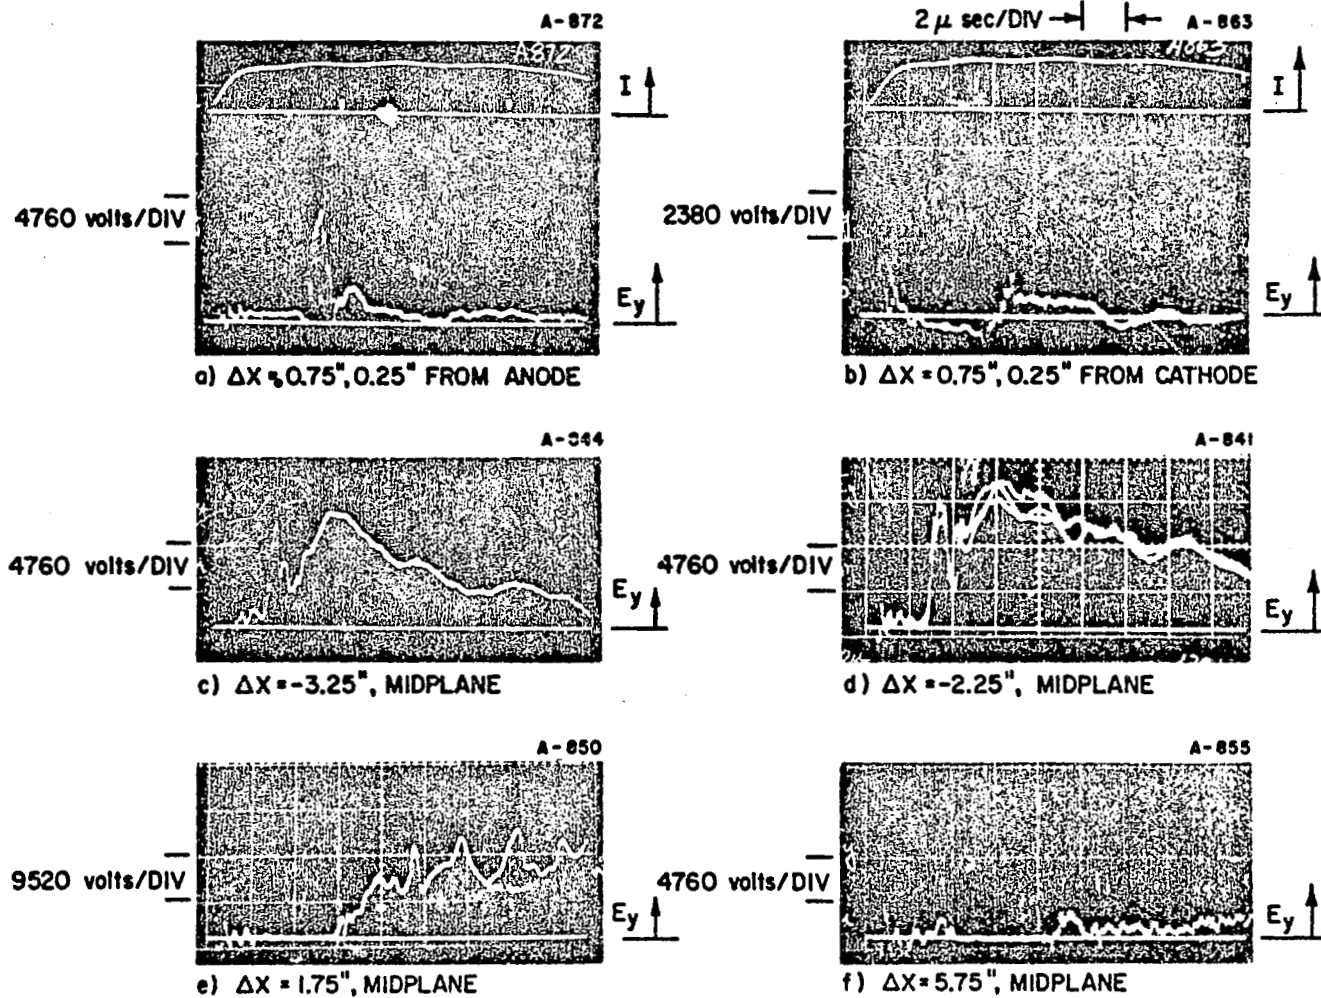 A-872
2 μ sec/DIV
A-863
A872
A863
I
I
4760 volts/DIV
2380 volts/DIV
Ey
Ey
a) ΔX = 0.75", 0.25" FROM ANODE
b) ΔX = 0.75", 0.25" FROM CATHODE
A-844
A-841
4760 volts/DIV
4760 volts/DIV
Ey
Ey
c) ΔX = -3.25", MIDPLANE
d) ΔX = -2.25", MIDPLANE
A-850
A-855
9520 volts/DIV
4760 volts/DIV
Ey
Ey
e) ΔX = 1.75", MIDPLANE
f) ΔX = 5.75", MIDPLANE